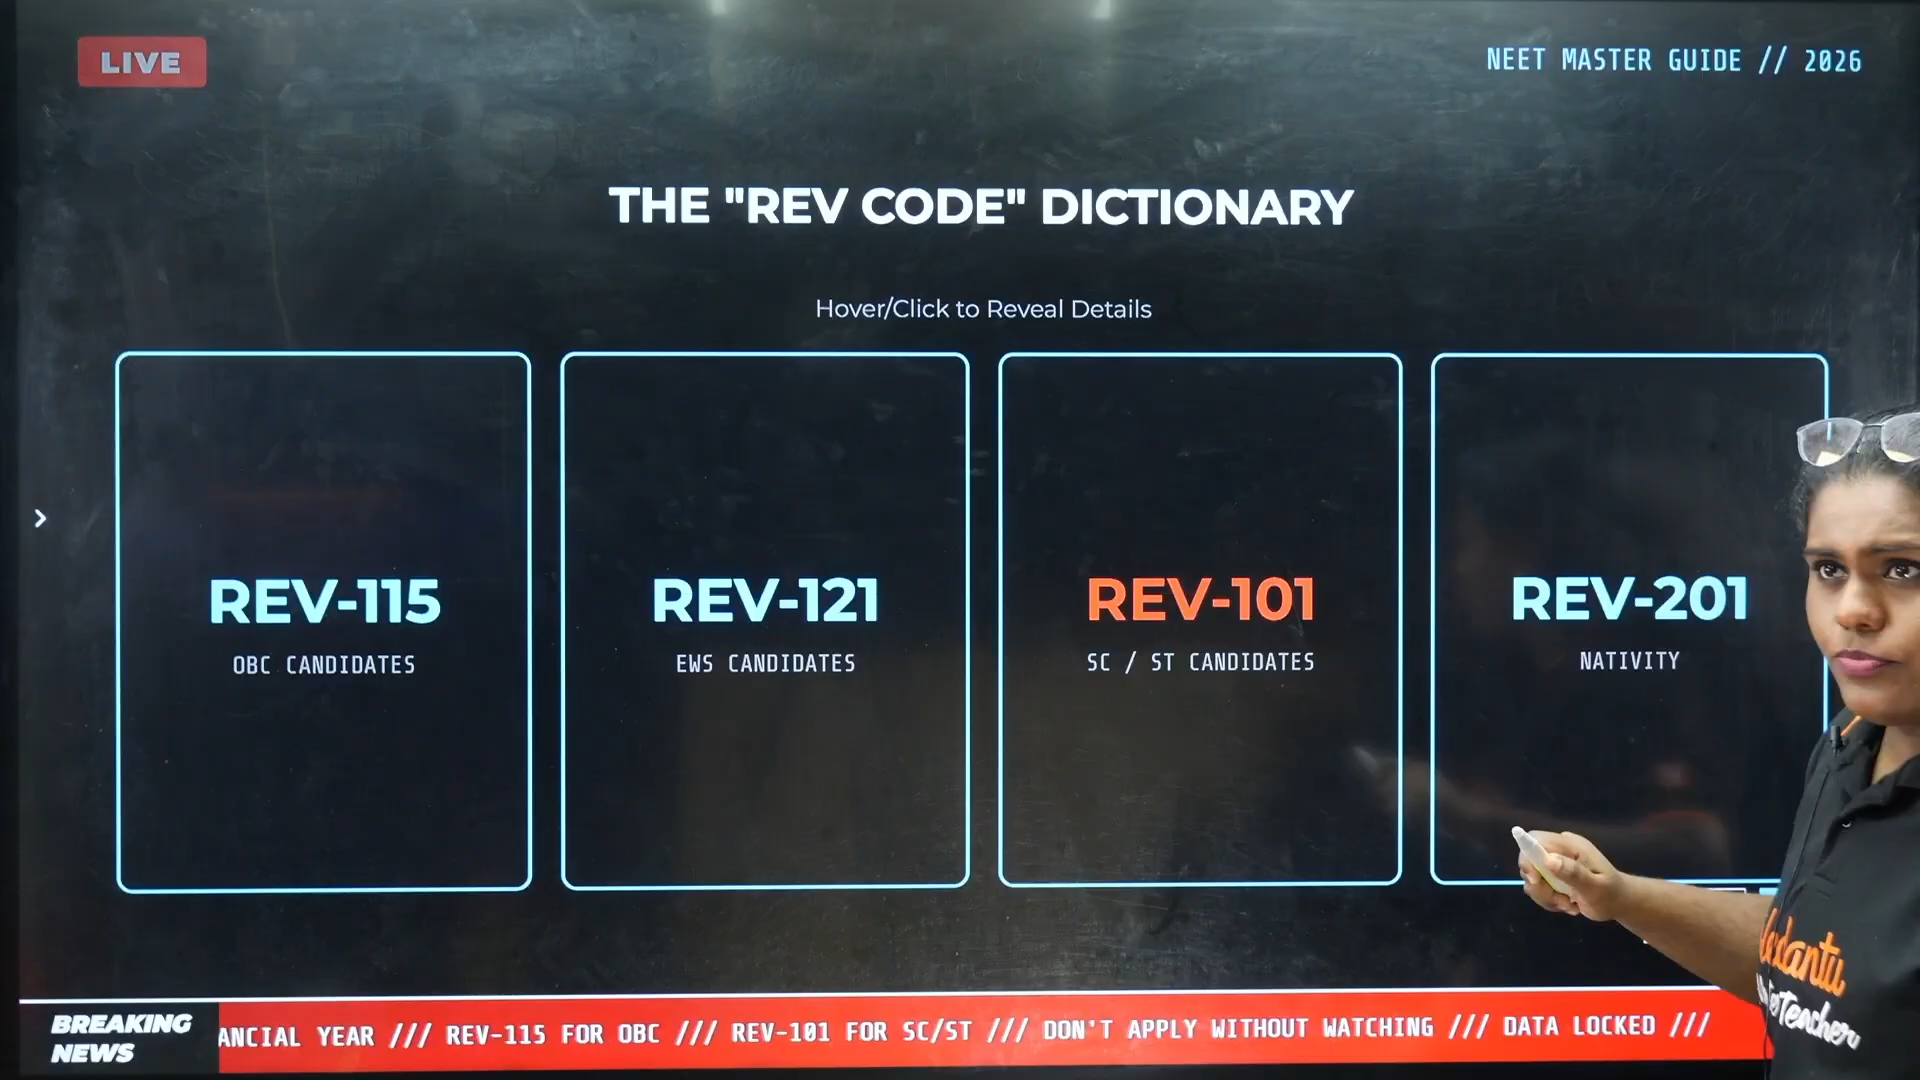 LIVE
NEET MASTER GUIDE // 2026
THE "REV CODE" DICTIONARY
Hover/Click to Reveal Details
REV-115
OBC CANDIDATES
REV-121
EWS CANDIDATES
REV-101
SC / ST CANDIDATES
REV-201
NATIVITY
BREAKING
NEWS
ANCIAL YEAR /// REV-115 FOR OBC /// REV-101 FOR SC/ST /// DON'T APPLY WITHOUT WATCHING /// DATA LOCKED ///
Vedantu
Teacher